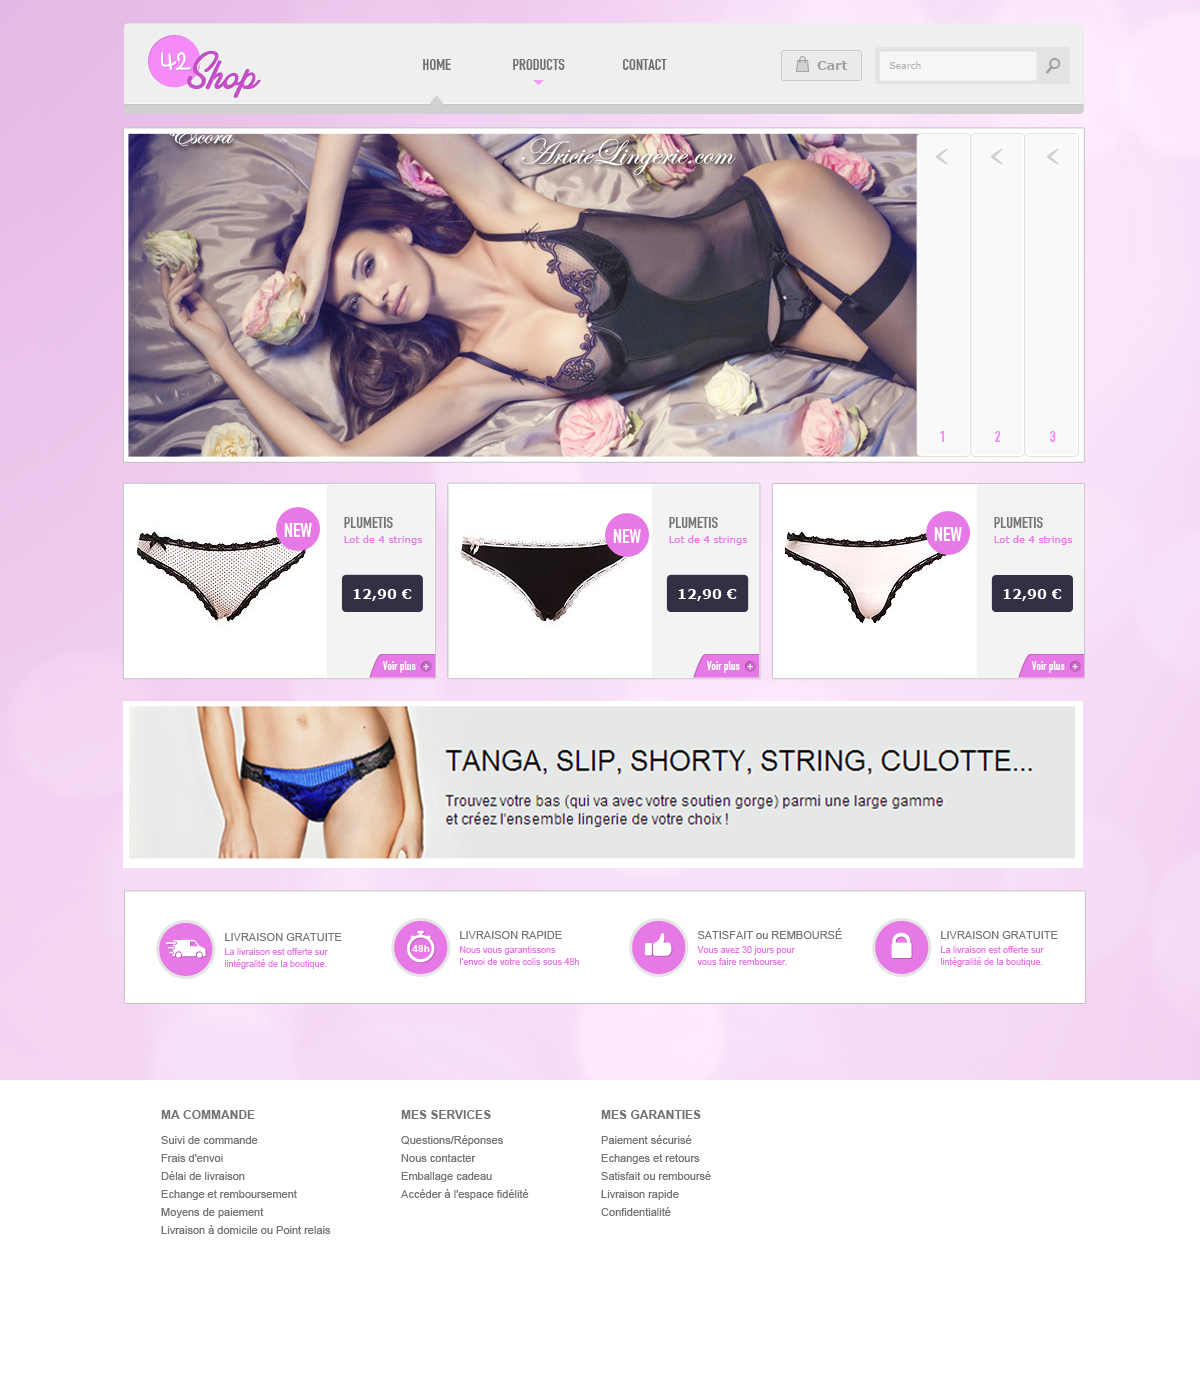 42
Shop
HOME
PRODUCTS
CONTACT
Cart
Search
Escora
AricieLingerie.com
1
2
3
NEW
PLUMETIS
Lot de 4 strings
12,90 €
Voir plus
NEW
PLUMETIS
Lot de 4 strings
12,90 €
Voir plus
NEW
PLUMETIS
Lot de 4 strings
12,90 €
Voir plus
TANGA, SLIP, SHORTY, STRING, CULOTTE...
Trouvez votre bas (qui va avec votre soutien gorge) parmi une large gamme
et créez l'ensemble lingerie de votre choix !
LIVRAISON GRATUITE
La livraison est offerte sur
lintégralité de la boutique.
48h
LIVRAISON RAPIDE
Nous vous garantissons
l'envoi de votre colis sous 48h
SATISFAIT ou REMBOURSÉ
Vous avez 30 jours pour
vous faire rembourser.
LIVRAISON GRATUITE
La livraison est offerte sur
lintégralité de la boutique.
MA COMMANDE
Suivi de commande
Frais d'envoi
Délai de livraison
Echange et remboursement
Moyens de paiement
Livraison à domicile ou Point relais
MES SERVICES
Questions/Réponses
Nous contacter
Emballage cadeau
Accéder à l'espace fidélité
MES GARANTIES
Paiement sécurisé
Echanges et retours
Satisfait ou remboursé
Livraison rapide
Confidentialité